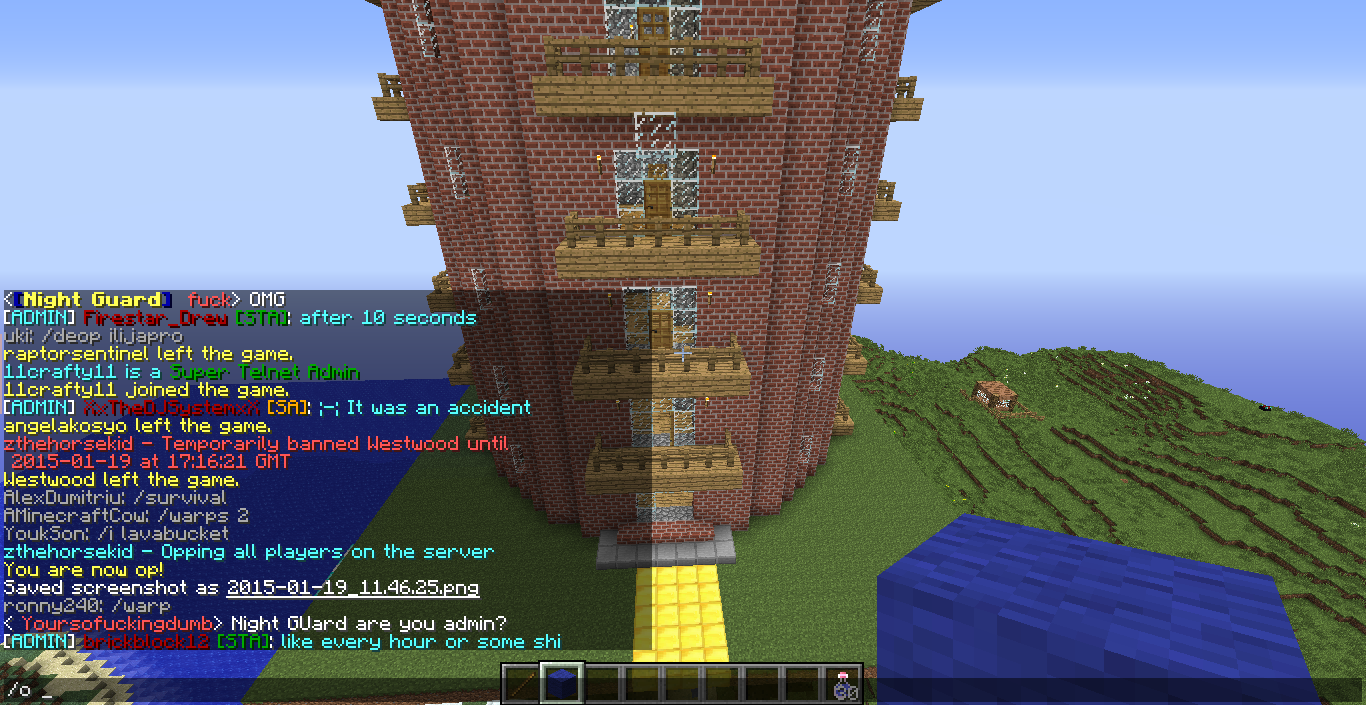 <[Night Guard] fuck> OMG
[ADMIN] Firestar_Drew [STA]: after 10 seconds
uki: /deop ilijapro
raptorsentinel left the game.
11crafty11 is a Super Telnet Admin
11crafty11 joined the game.
[ADMIN] XxTheDJSystemxX [SA]: ;-; It was an accident
angelakosyo left the game.
zthehorsekid - Temporarily banned Westwood until
2015-01-19 at 17:16:21 GMT
Westwood left the game.
AlexDumitriu: /survival
AMinecraftCow: /warps 2
YoukSon: /i lavabucket
zthehorsekid - Opping all players on the server
You are now op!
Saved screenshot as 2015-01-19_11.46.25.png
ronny240: /warp
< Yoursofuckingdumb> Night GUard are you admin?
[ADMIN] brickblock12 [STA]: like every hour or some shi
/o _